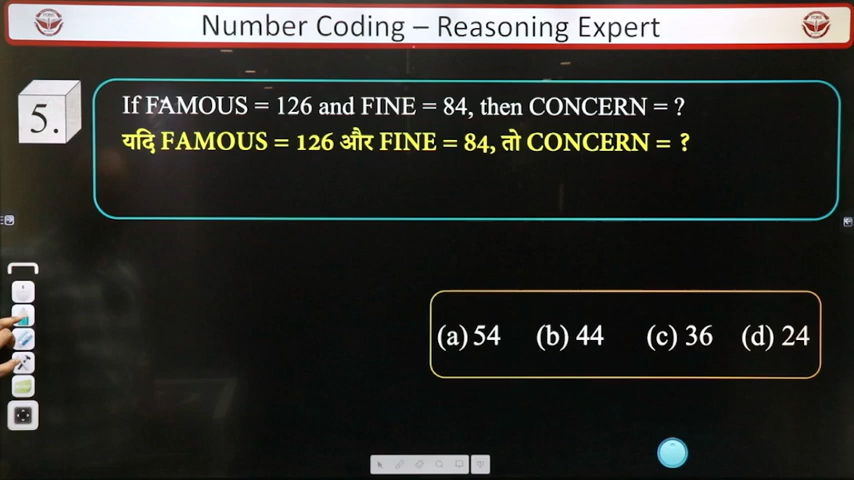 Number Coding – Reasoning Expert
5.
If FAMOUS = 126 and FINE = 84, then CONCERN = ?
यदि FAMOUS = 126 और FINE = 84, तो CONCERN = ?
(a) 54 (b) 44 (c) 36 (d) 24